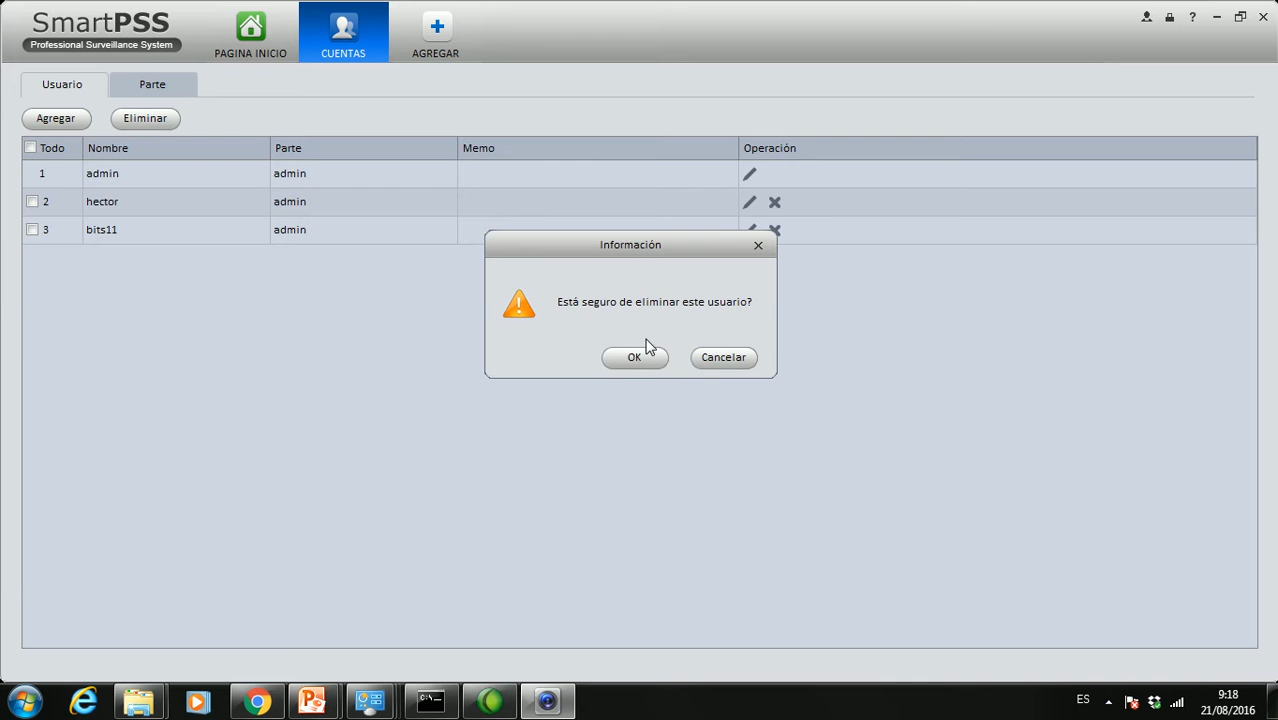 SmartPSS
Professional Surveillance System
PAGINA INICIO
CUENTAS
AGREGAR
?
Usuario
Parte
Agregar
Eliminar
Todo
Nombre
Parte
Memo
Operación
1
admin
admin
2
hector
admin
3
bits11
admin
Información
Está seguro de eliminar este usuario?
OK
Cancelar
ES
9:18
21/08/2016